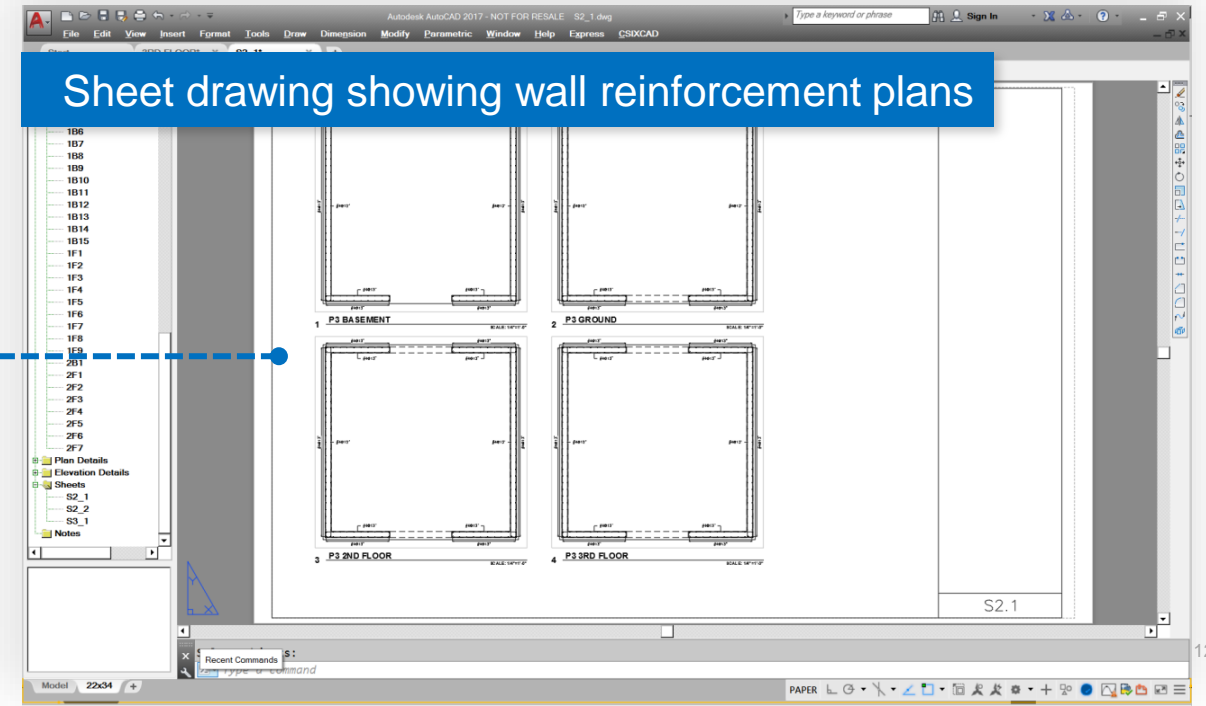 Autodesk AutoCAD 2017 - NOT FOR RESALE S2_1.dwg
Type a keyword or phrase
Sign In
File Edit View Insert Format Tools Draw Dimension Modify Parametric Window Help Express CSIXCAD
Sheet drawing showing wall reinforcement plans
1B6
1B7
1B8
1B9
1B10
1B11
1B12
1B13
1B14
1B15
1F1
1F2
1F3
1F4
1F5
1F6
1F7
1F8
1F9
2B1
2F1
2F2
2F3
2F4
2F5
2F6
2F7
Plan Details
Elevation Details
Sheets
S2_1
S2_2
S3_1
Notes
1 P3 BASEMENT
2 P3 GROUND
3 P3 2ND FLOOR
4 P3 3RD FLOOR
S2.1
Recent Commands
Type a command
Model 22x34 +
PAPER
12